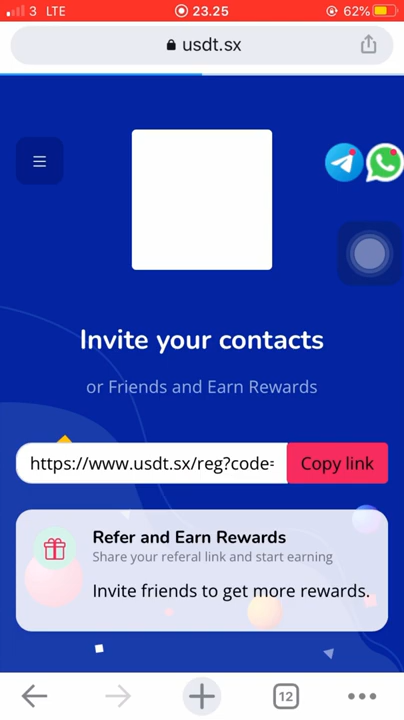 3 LTE 23.25 62%
usdt.sx
Invite your contacts
or Friends and Earn Rewards
https://www.usdt.sx/reg?code=
Copy link
Refer and Earn Rewards
Share your referal link and start earning
Invite friends to get more rewards.
12